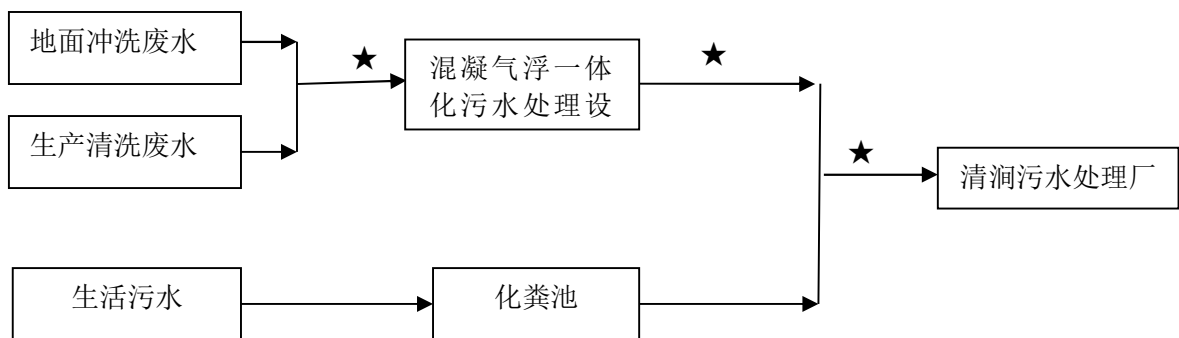 地面冲洗废水
★
★
混凝气浮一体
化污水处理设
生产清洗废水
★
清涧污水处理厂
生活污水
化粪池